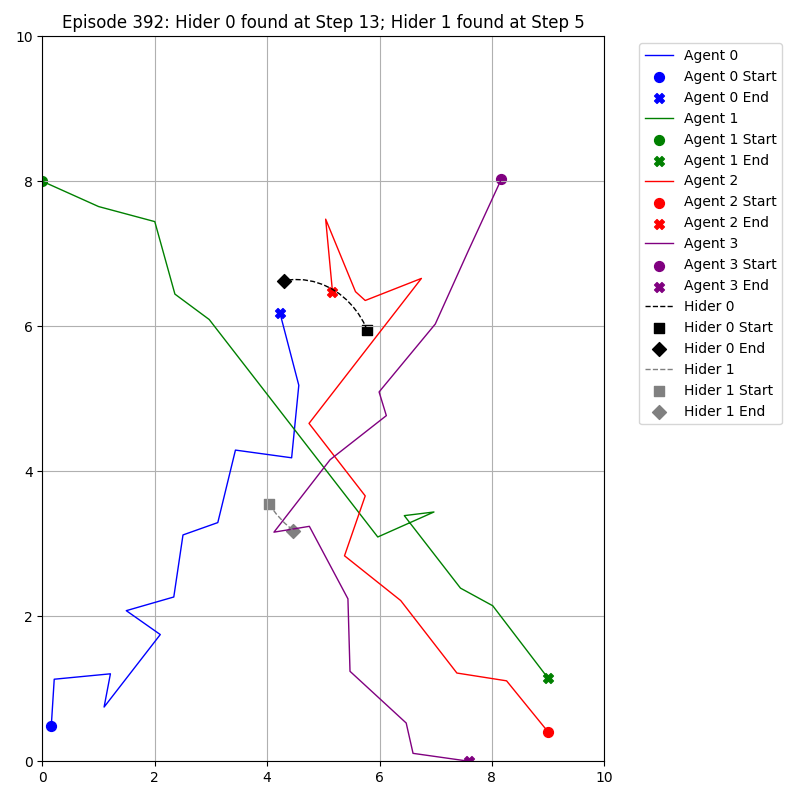 Episode 392: Hider 0 found at Step 13; Hider 1 found at Step 5
10
8
6
4
2
0
0 2 4 6 8 10
Agent 0
Agent 0 Start
Agent 0 End
Agent 1
Agent 1 Start
Agent 1 End
Agent 2
Agent 2 Start
Agent 2 End
Agent 3
Agent 3 Start
Agent 3 End
Hider 0
Hider 0 Start
Hider 0 End
Hider 1
Hider 1 Start
Hider 1 End